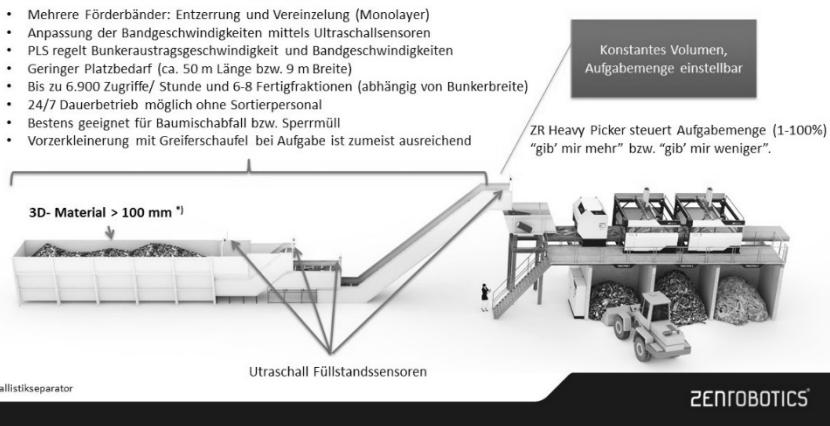 • Mehrere Förderbänder: Entzerrung und Vereinzelung (Monolayer)
• Anpassung der Bandgeschwindigkeiten mittels Ultraschallsensoren
• PLS regelt Bunkeraustragsgeschwindigkeit und Bandgeschwindigkeiten
• Geringer Platzbedarf (ca. 50 m Länge bzw. 9 m Breite)
• Bis zu 6.900 Zugriffe/ Stunde und 6-8 Fertigfraktionen (abhängig von Bunkerbreite)
• 24/7 Dauerbetrieb möglich ohne Sortierpersonal
• Bestens geeignet für Baumischabfall bzw. Sperrmüll
• Vorzerkleinerung mit Greiferschaufel bei Aufgabe ist zumeist ausreichend
Konstantes Volumen,
Aufgabemenge einstellbar
ZR Heavy Picker steuert Aufgabemenge (1-100%)
“gib’ mir mehr” bzw. “gib’ mir weniger”.
3D- Material > 100 mm *)
Utraschall Füllstandssensoren
allistikseparator
ZENROBOTICS